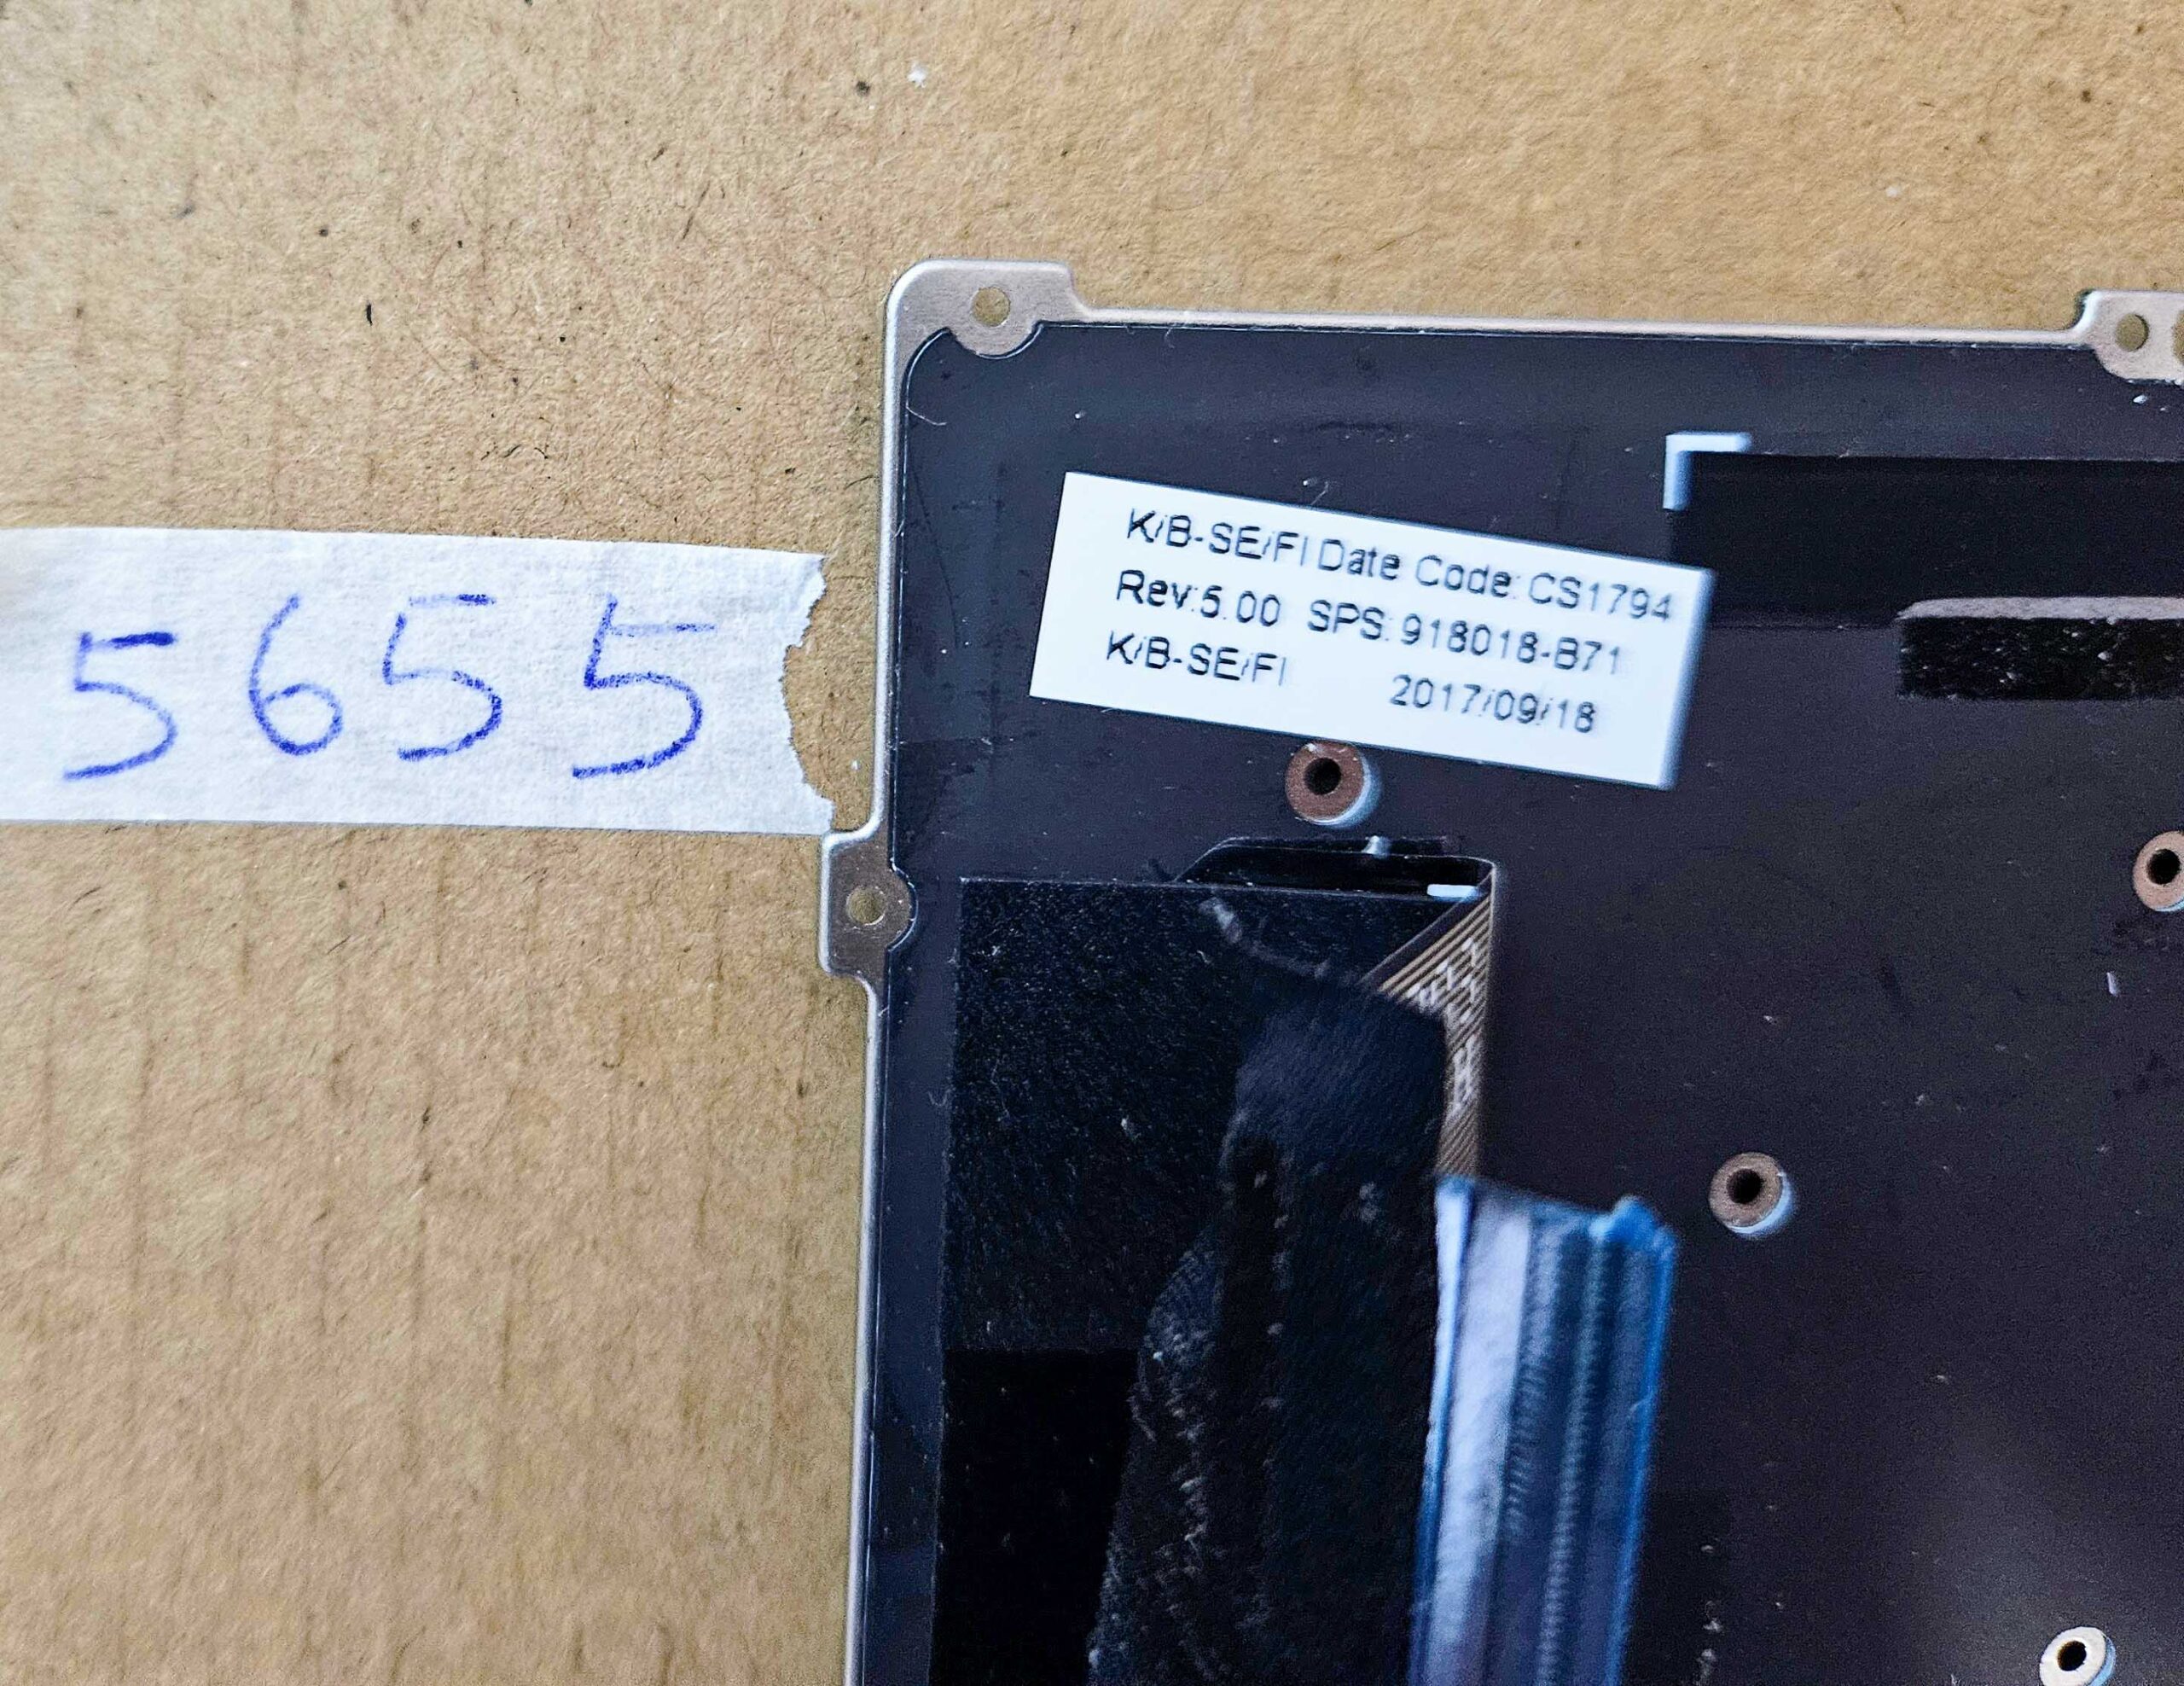 5655
K/B-SE/FI Date Code: CS1794
Rev:5.00 SPS: 918018-B71
K/B-SE/FI 2017/09/18